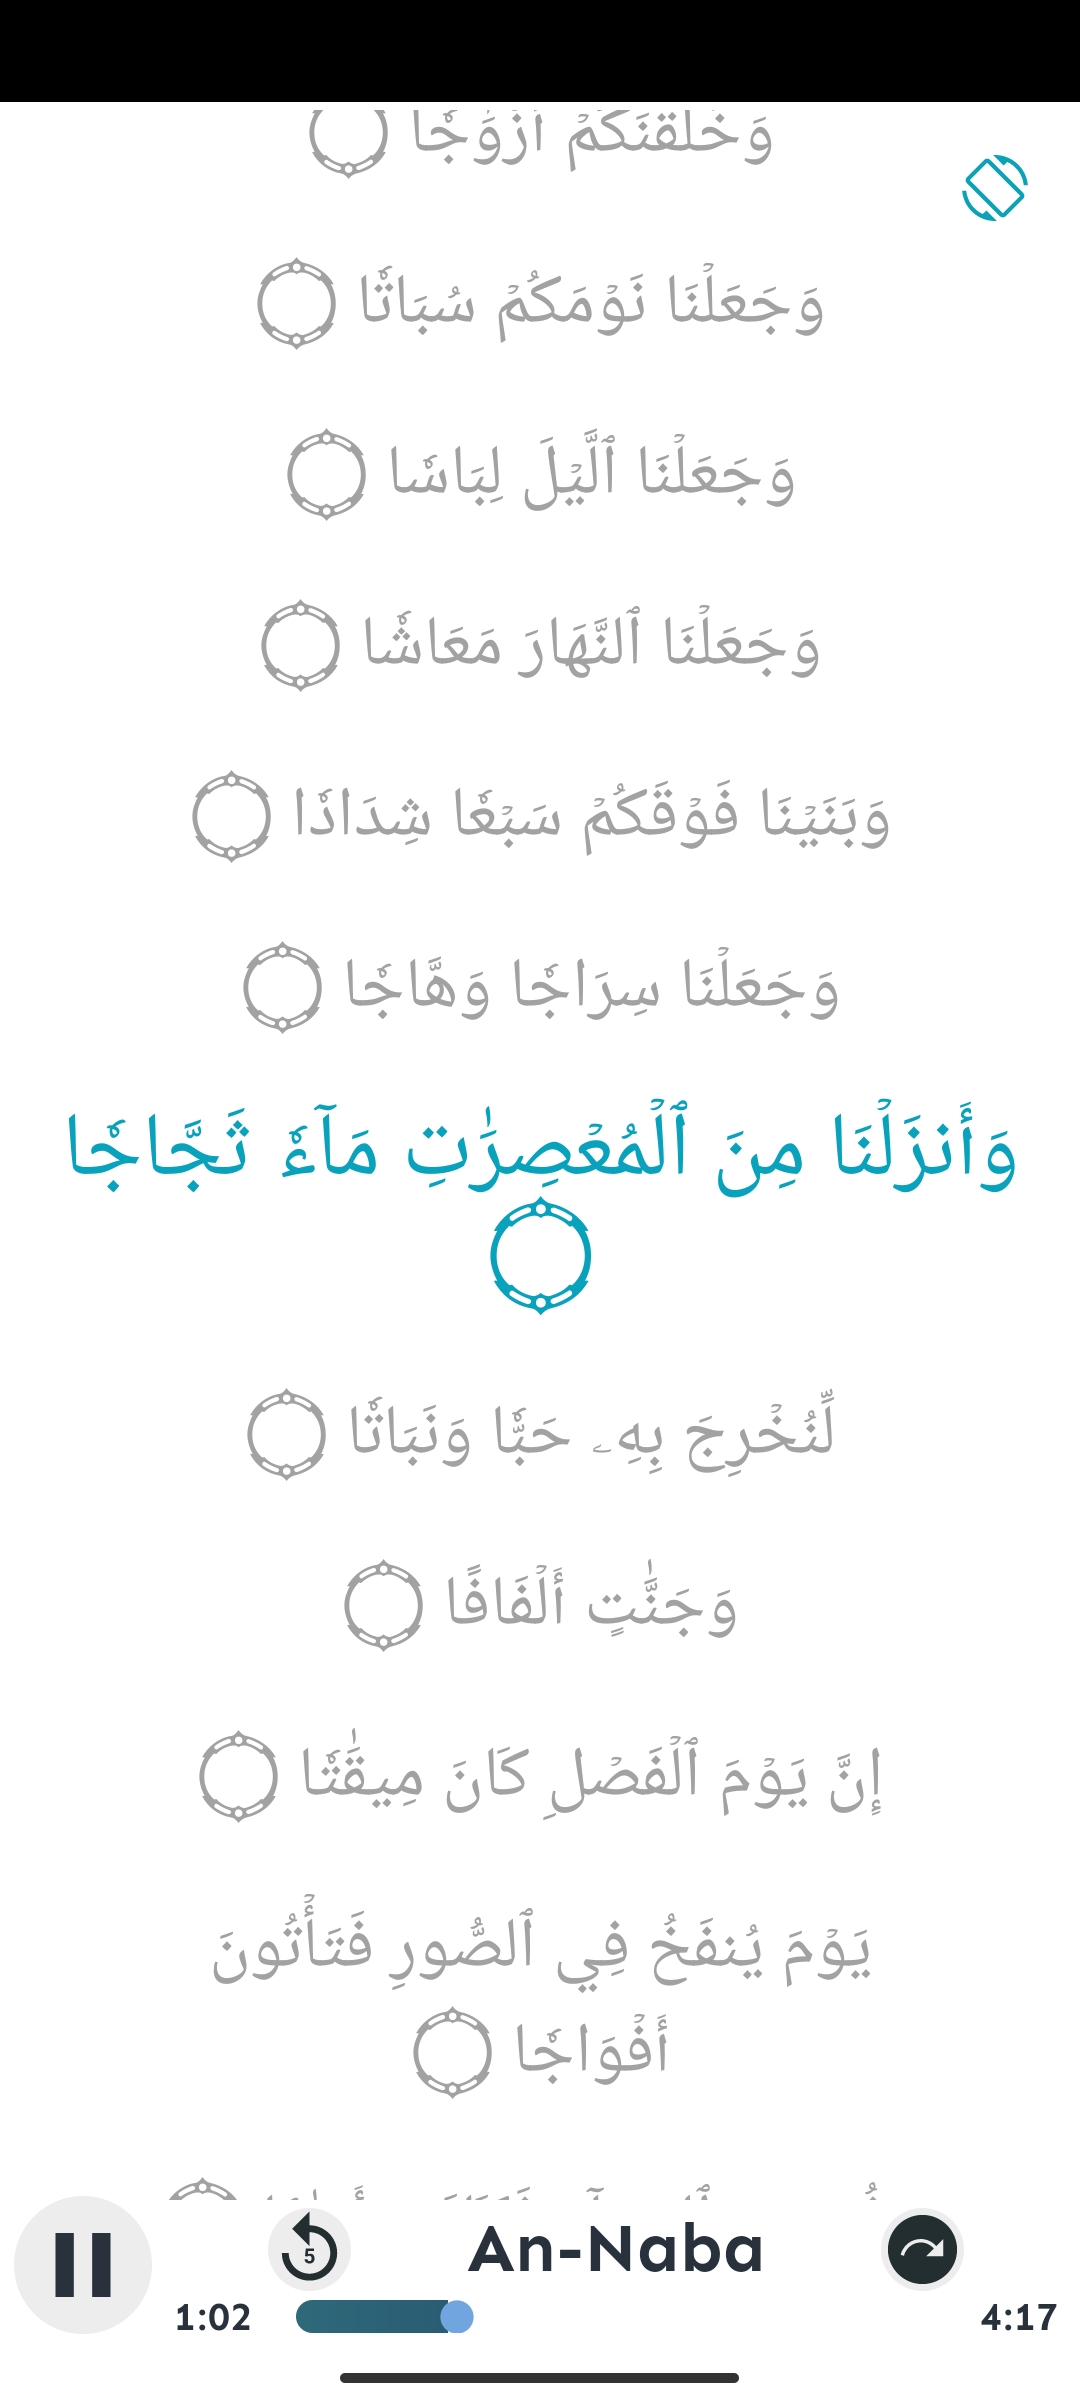 وَخَلَقْنَكُمْ أَزْوَٰجًا
وَجَعَلْنَا نَوْمَكُمْ سُبَاتًا
وَجَعَلْنَا ٱلَّيْلَ لِبَاسًا
وَجَعَلْنَا ٱلنَّهَارَ مَعَاشًا
وَبَنَيْنَا فَوْقَكُمْ سَبْعًا شِدَادًا
وَجَعَلْنَا سِرَاجًا وَهَّاجًا
وَأَنزَلْنَا مِنَ ٱلْمُعْصِرَٰتِ مَآءً ثَجَّاجًا
لِّنُخْرِجَ بِهِۦ حَبًّا وَنَبَاتًا
وَجَنَّٰتٍ أَلْفَافًا
إِنَّ يَوْمَ ٱلْفَصْلِ كَانَ مِيقَٰتًا
يَوْمَ يُنفَخُ فِي ٱلصُّورِ فَتَأْتُونَ
أَفْوَاجًا
5
An-Naba
1:02
4:17